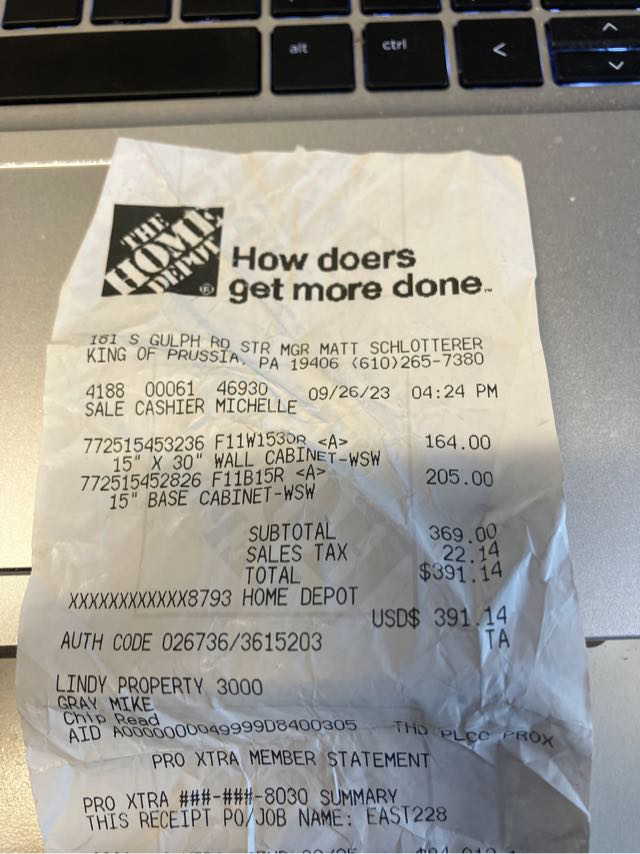 alt
ctrl
<
THE
HOME
DEPOT
®
How doers
get more done™
161 S GULPH RD STR MGR MATT SCHLOTTERER
KING OF PRUSSIA, PA 19406 (610)265-7380
4188 00061 46930 09/26/23 04:24 PM
SALE CASHIER MICHELLE
772515453236 F11W1530R <A> 164.00
15" X 30" WALL CABINET-WSW
772515452826 F11B15R <A> 205.00
15" BASE CABINET-WSW
SUBTOTAL 369.00
SALES TAX 22.14
TOTAL $391.14
XXXXXXXXXXXX8793 HOME DEPOT
USD$ 391.14
AUTH CODE 026736/3615203 TA
LINDY PROPERTY 3000
GRAY MIKE
Chip Read
AID A0000000049999D8400305 THD PLCC PROX
PRO XTRA MEMBER STATEMENT
PRO XTRA ###-###-8030 SUMMARY
THIS RECEIPT PO/JOB NAME: EAST228